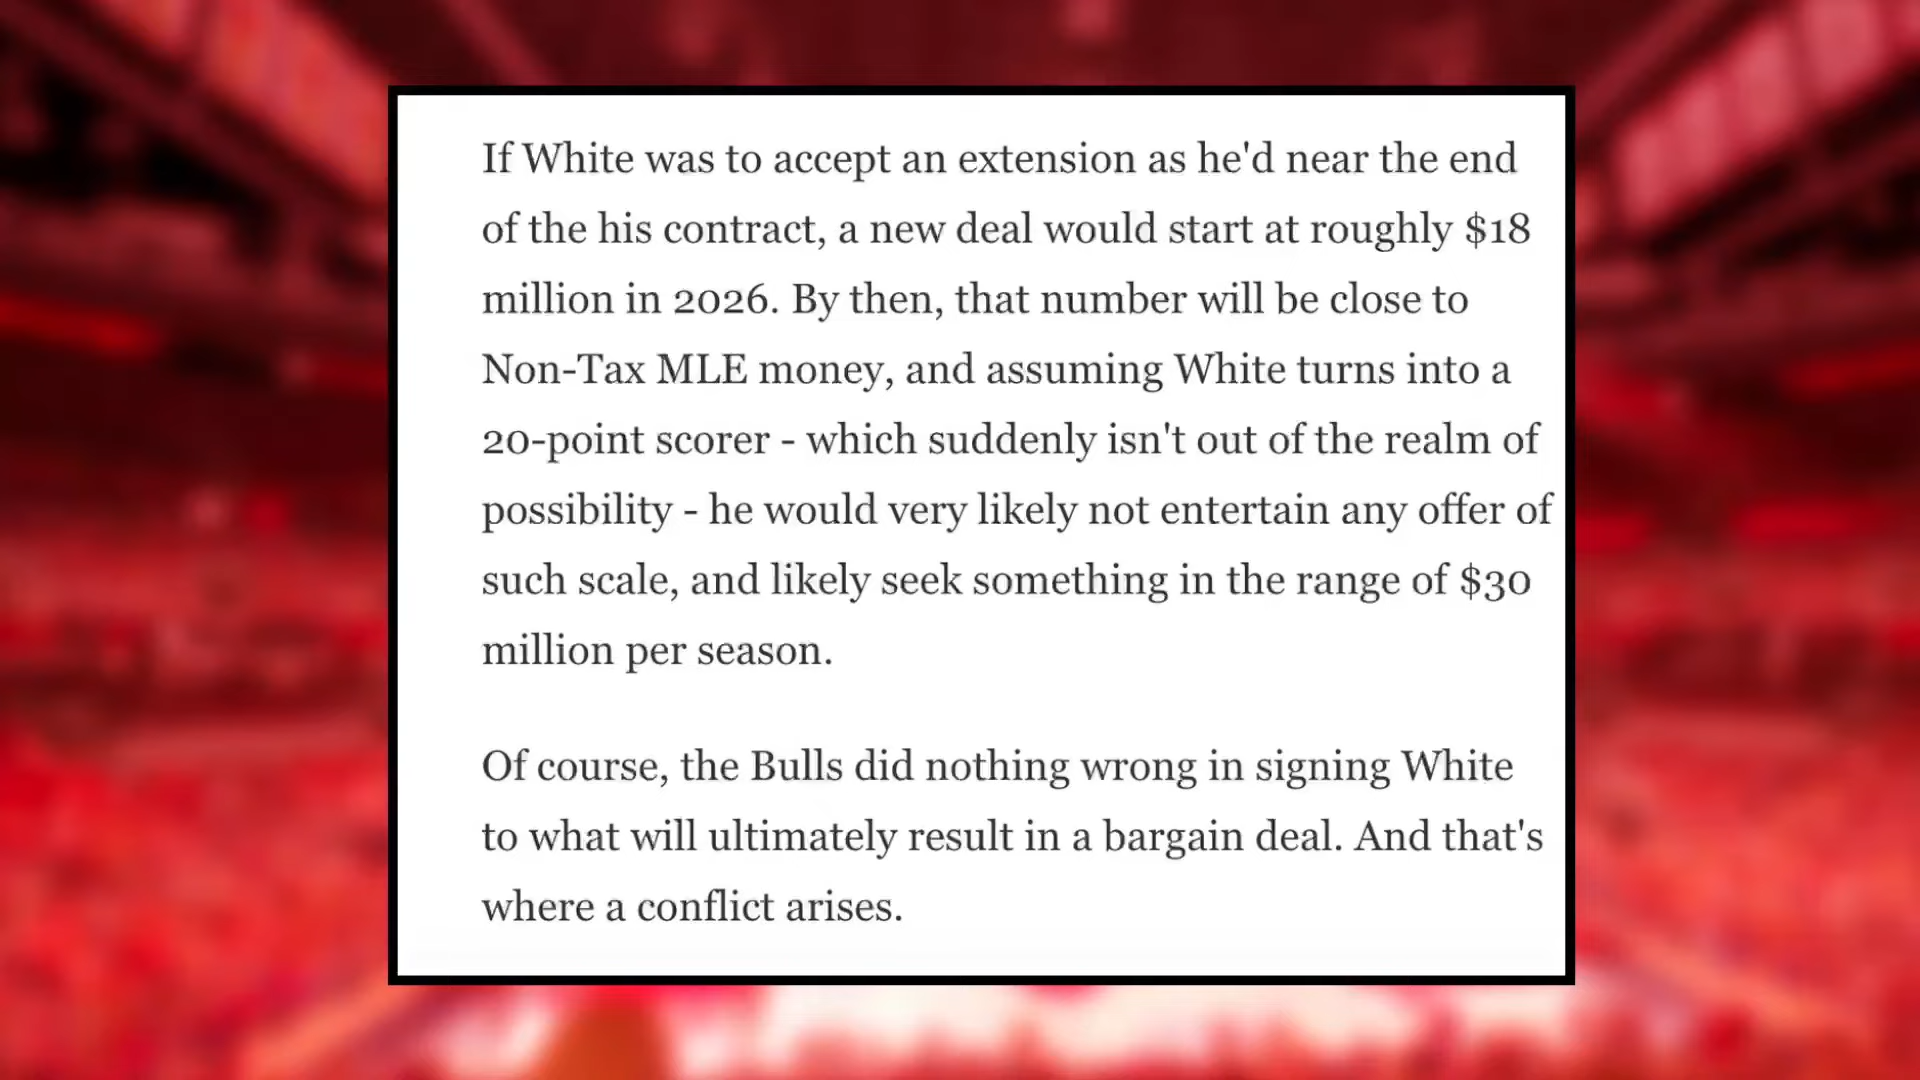 If White was to accept an extension as he'd near the end
of the his contract, a new deal would start at roughly $18
million in 2026. By then, that number will be close to
Non-Tax MLE money, and assuming White turns into a
20-point scorer - which suddenly isn't out of the realm of
possibility - he would very likely not entertain any offer of
such scale, and likely seek something in the range of $30
million per season.
Of course, the Bulls did nothing wrong in signing White
to what will ultimately result in a bargain deal. And that's
where a conflict arises.